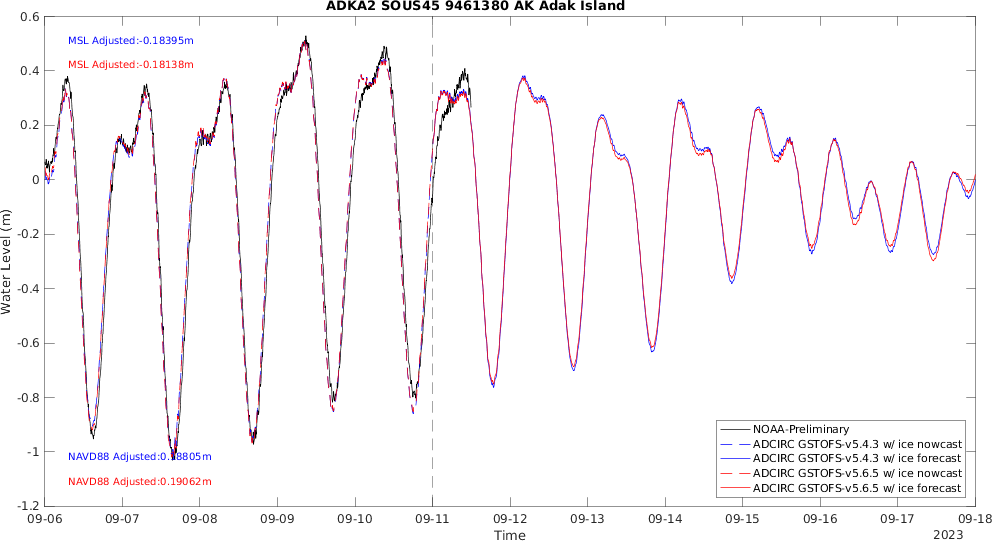 ADKA2 SOUS45 9461380 AK Adak Island
0.6
0.4
0.2
0
-0.2
-0.4
-0.6
-0.8
-1
-1.2
Water Level (m)
MSL Adjusted:-0.18395m
MSL Adjusted:-0.18138m
NAVD88 Adjusted:0.18805m
NAVD88 Adjusted:0.19062m
NOAA-Preliminary
ADCIRC GSTOFS-v5.4.3 w/ ice nowcast
ADCIRC GSTOFS-v5.4.3 w/ ice forecast
ADCIRC GSTOFS-v5.6.5 w/ ice nowcast
ADCIRC GSTOFS-v5.6.5 w/ ice forecast
09-06 09-07 09-08 09-09 09-10 09-11 09-12 09-13 09-14 09-15 09-16 09-17 09-18
Time
2023